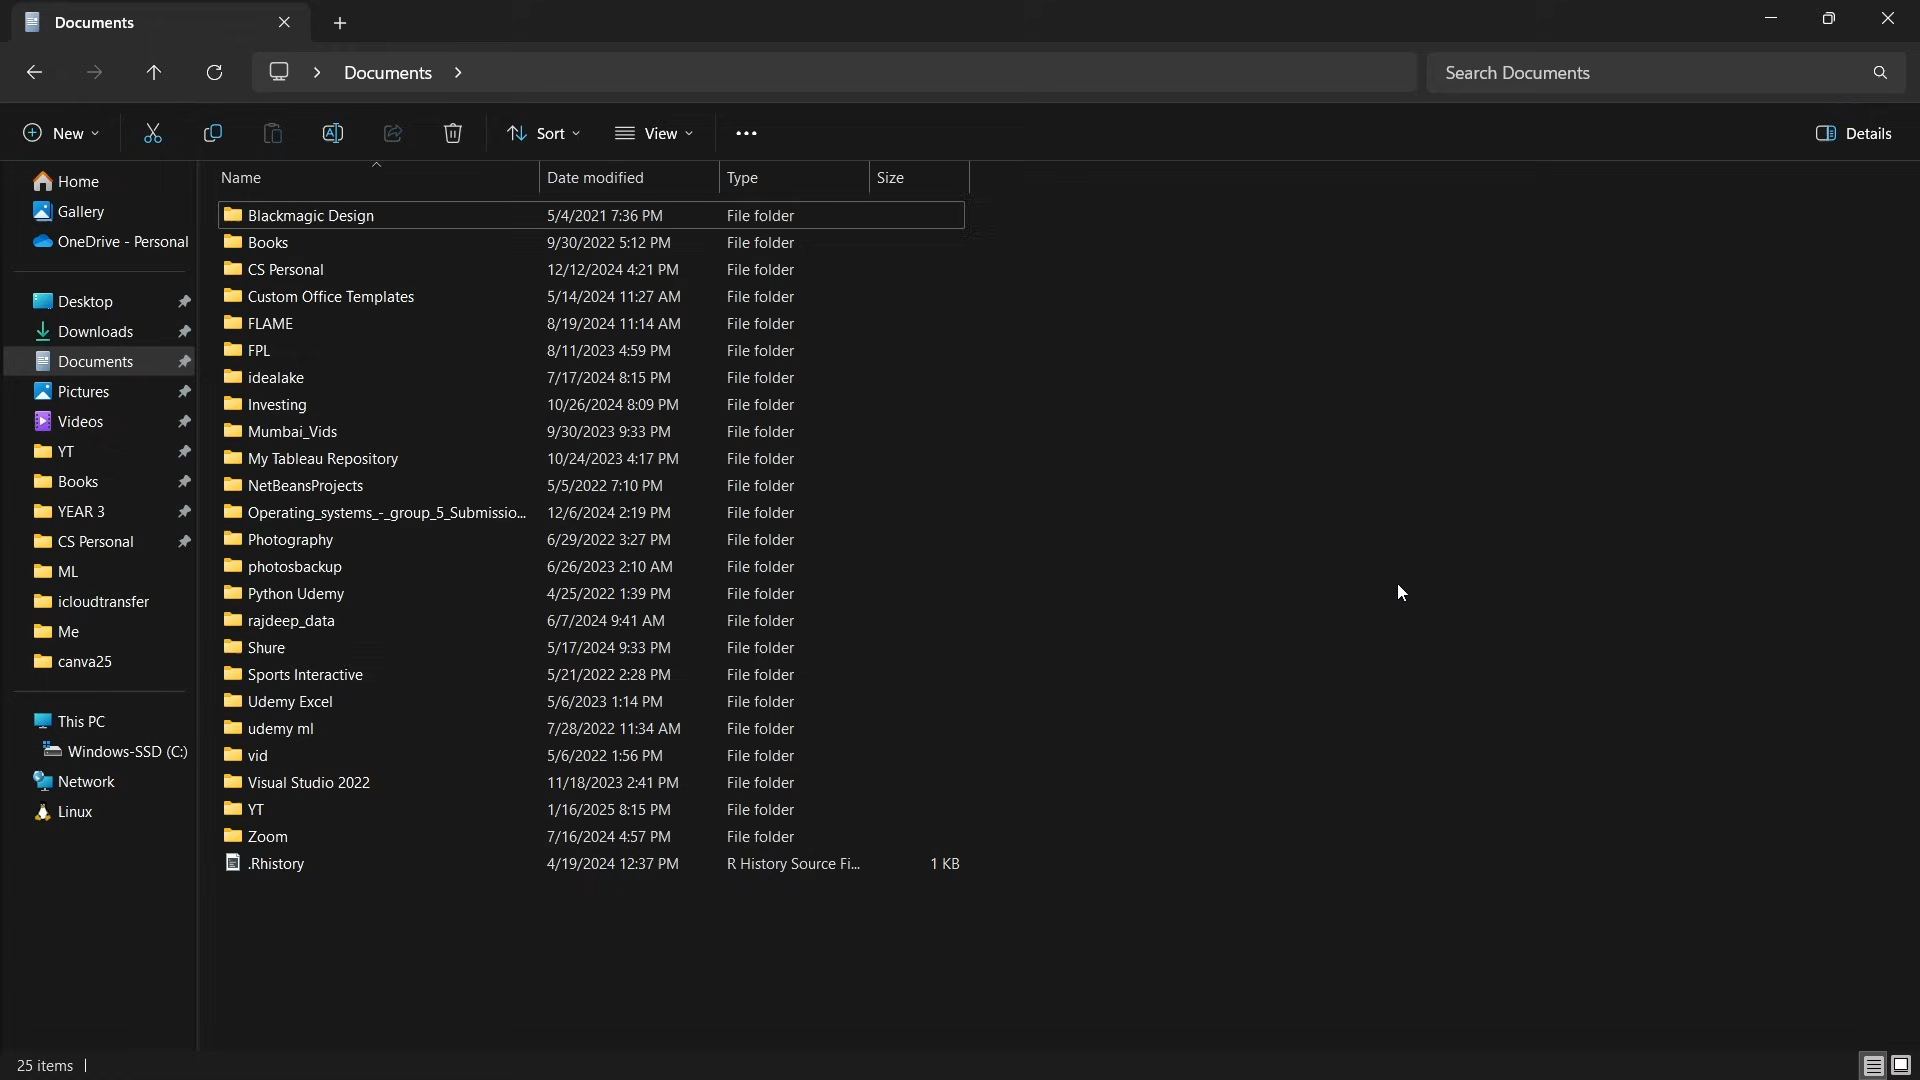 Documents
Documents
Search Documents
New
Sort
View
Details
Name
Date modified
Type
Size
Home
Gallery
OneDrive - Personal
Desktop
Downloads
Documents
Pictures
Videos
YT
Books
YEAR 3
CS Personal
ML
icloudtransfer
Me
canva25
This PC
Windows-SSD (C:)
Network
Linux
Blackmagic Design 5/4/2021 7:36 PM File folder
Books 9/30/2022 5:12 PM File folder
CS Personal 12/12/2024 4:21 PM File folder
Custom Office Templates 5/14/2024 11:27 AM File folder
FLAME 8/19/2024 11:14 AM File folder
FPL 8/11/2023 4:59 PM File folder
idealake 7/17/2024 8:15 PM File folder
Investing 10/26/2024 8:09 PM File folder
Mumbai_Vids 9/30/2023 9:33 PM File folder
My Tableau Repository 10/24/2023 4:17 PM File folder
NetBeansProjects 5/5/2022 7:10 PM File folder
Operating_systems_-_group_5_Submissio... 12/6/2024 2:19 PM File folder
Photography 6/29/2022 3:27 PM File folder
photosbackup 6/26/2023 2:10 AM File folder
Python Udemy 4/25/2022 1:39 PM File folder
rajdeep_data 6/7/2024 9:41 AM File folder
Shure 5/17/2024 9:33 PM File folder
Sports Interactive 5/21/2022 2:28 PM File folder
Udemy Excel 5/6/2023 1:14 PM File folder
udemy ml 7/28/2022 11:34 AM File folder
vid 5/6/2022 1:56 PM File folder
Visual Studio 2022 11/18/2023 2:41 PM File folder
YT 1/16/2025 8:15 PM File folder
Zoom 7/16/2024 4:57 PM File folder
.Rhistory 4/19/2024 12:37 PM R History Source Fi... 1 KB
25 items